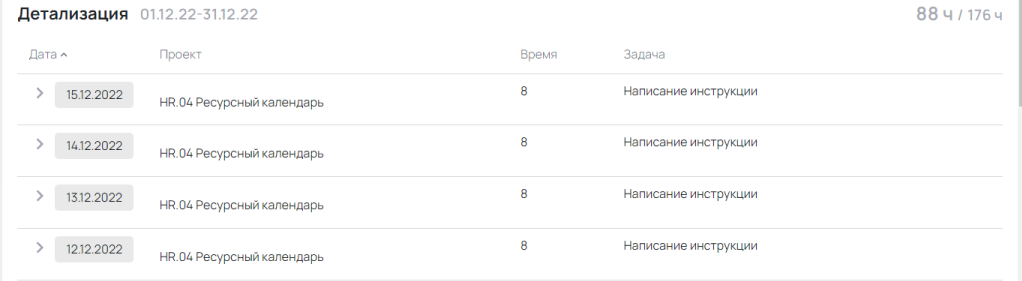 Детализация 01.12.22-31.12.22 88 ч / 176 ч
Дата Проект Время Задача
15.12.2022 HR.04 Ресурсный календарь 8 Написание инструкции
14.12.2022 HR.04 Ресурсный календарь 8 Написание инструкции
13.12.2022 HR.04 Ресурсный календарь 8 Написание инструкции
12.12.2022 HR.04 Ресурсный календарь 8 Написание инструкции